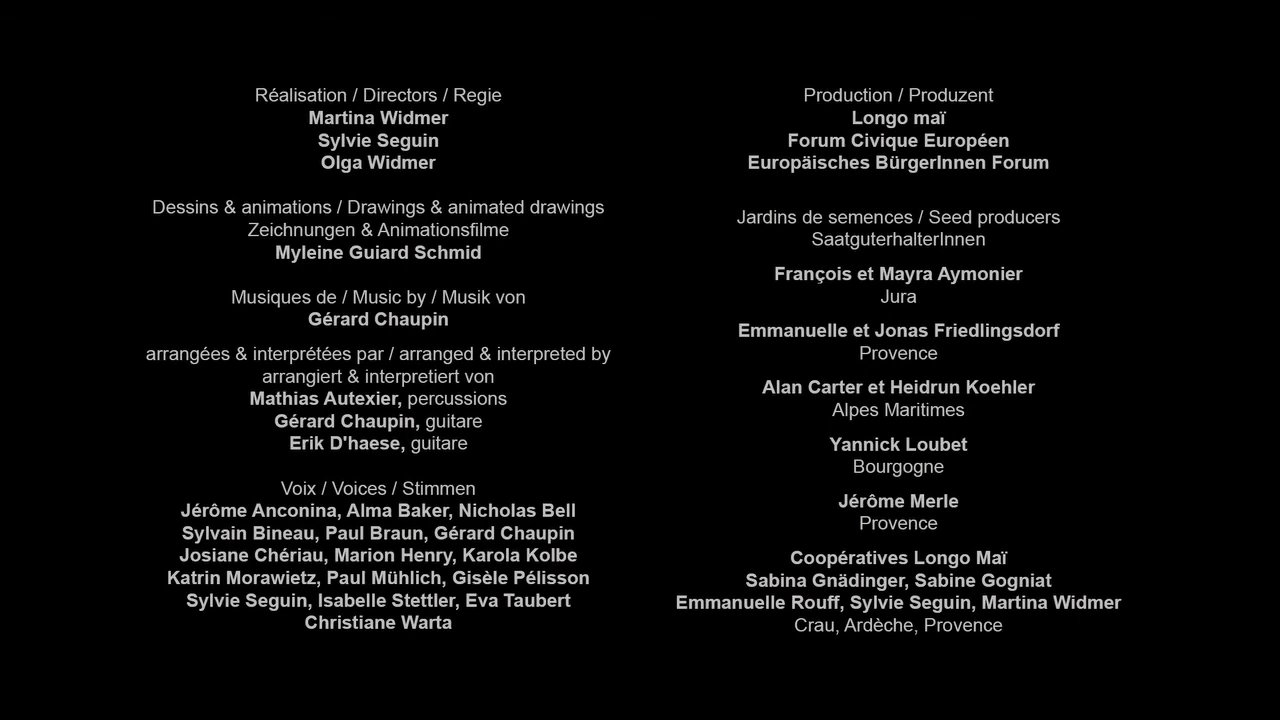 Réalisation / Directors / Regie
Martina Widmer
Sylvie Seguin
Olga Widmer
Dessins & animations / Drawings & animated drawings
Zeichnungen & Animationsfilme
Myleine Guiard Schmid
Musiques de / Music by / Musik von
Gérard Chaupin
arrangées & interprétées par / arranged & interpreted by
arrangiert & interpretiert von
Mathias Autexier, percussions
Gérard Chaupin, guitare
Erik D'haese, guitare
Voix / Voices / Stimmen
Jérôme Anconina, Alma Baker, Nicholas Bell
Sylvain Bineau, Paul Braun, Gérard Chaupin
Josiane Chériau, Marion Henry, Karola Kolbe
Katrin Morawietz, Paul Mühlich, Gisèle Pélisson
Sylvie Seguin, Isabelle Stettler, Eva Taubert
Christiane Warta
Production / Produzent
Longo maï
Forum Civique Européen
Europäisches BürgerInnen Forum
Jardins de semences / Seed producers
SaatguterhalterInnen
François et Mayra Aymonier
Jura
Emmanuelle et Jonas Friedlingsdorf
Provence
Alan Carter et Heidrun Koehler
Alpes Maritimes
Yannick Loubet
Bourgogne
Jérôme Merle
Provence
Coopératives Longo Maï
Sabina Gnädinger, Sabine Gogniat
Emmanuelle Rouff, Sylvie Seguin, Martina Widmer
Crau, Ardèche, Provence